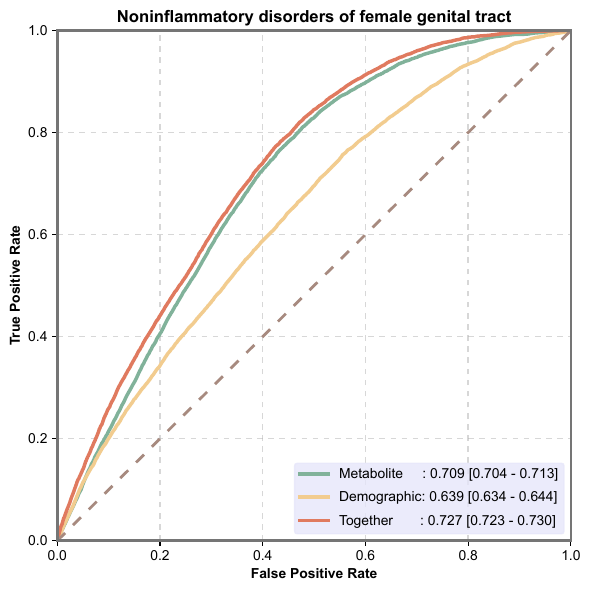 Noninflammatory disorders of female genital tract
True Positive Rate
1.0
0.8
0.6
0.4
0.2
0.0
Metabolite : 0.709 [0.704 - 0.713]
Demographic: 0.639 [0.634 - 0.644]
Together : 0.727 [0.723 - 0.730]
0.0 0.2 0.4 0.6 0.8 1.0
False Positive Rate